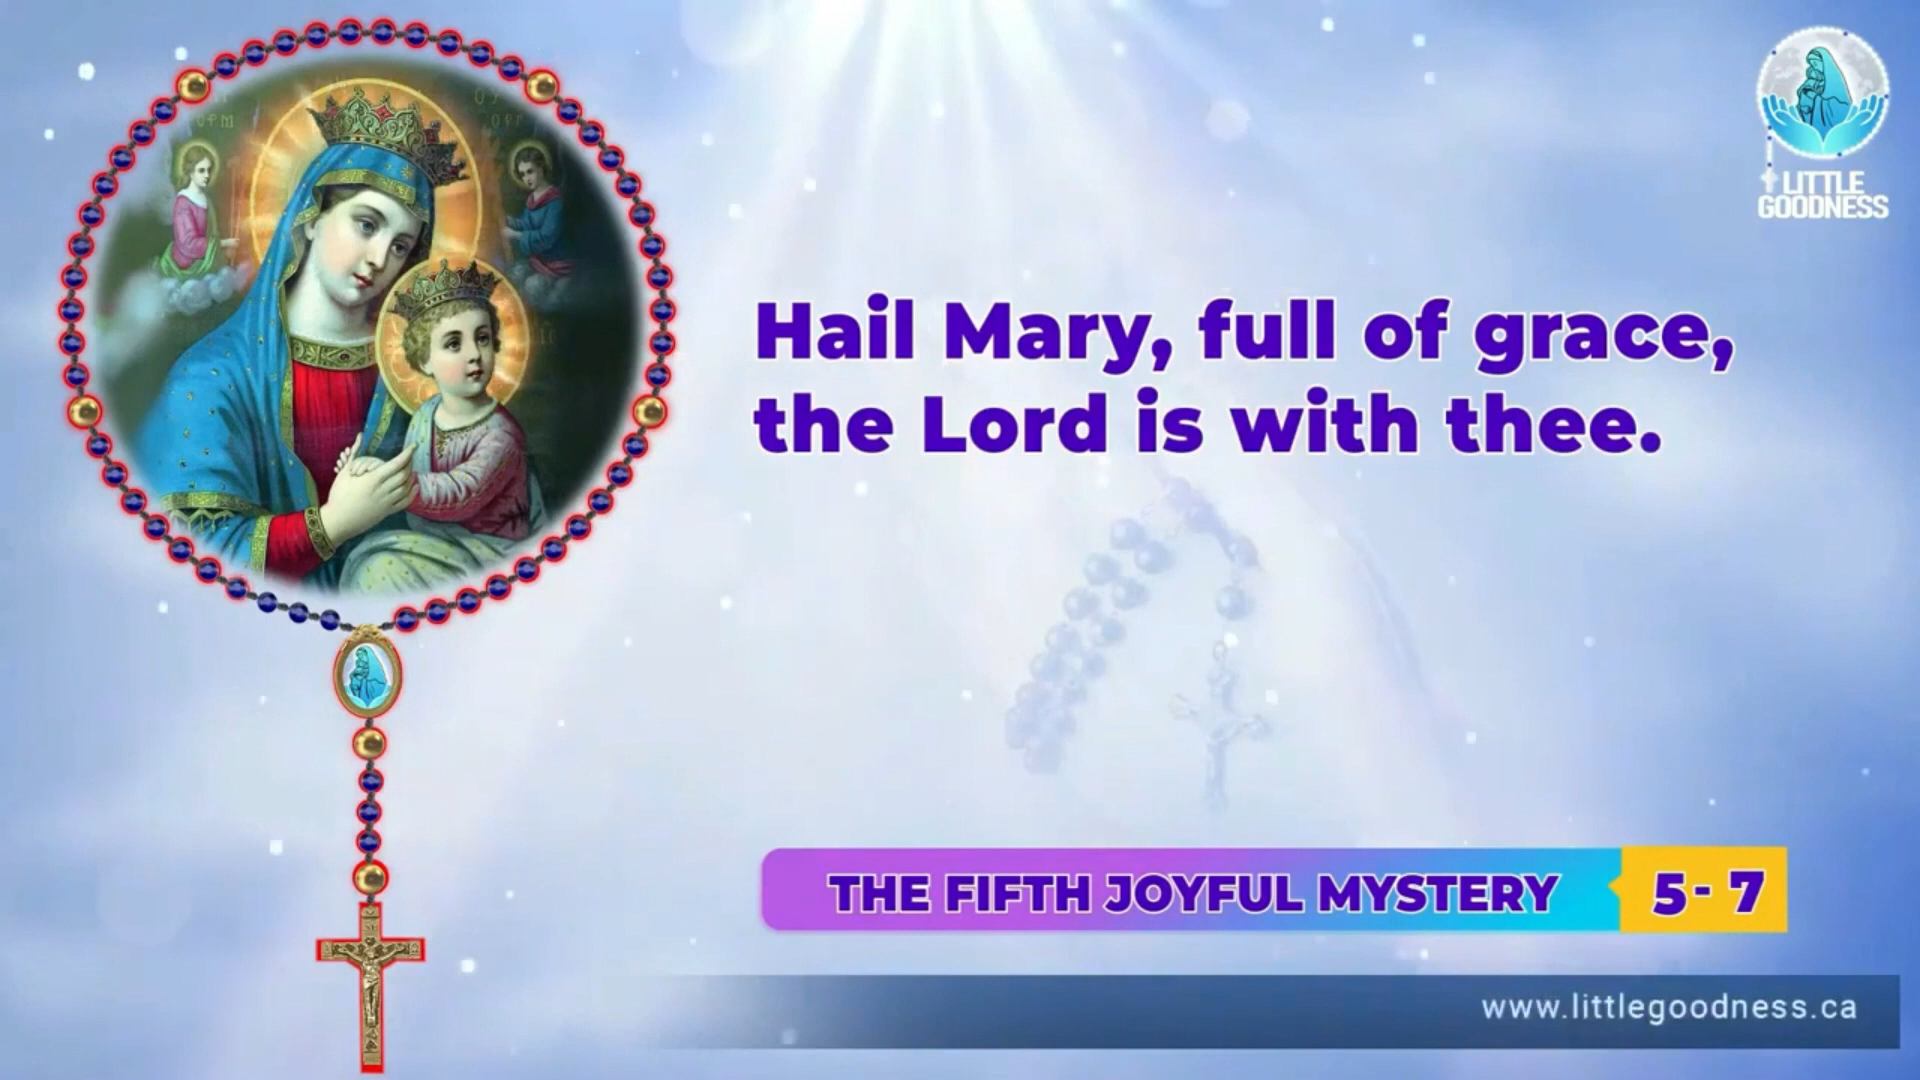 LITTLE
GOODNESS
Hail Mary, full of grace,
the Lord is with thee.
THE FIFTH JOYFUL MYSTERY 5- 7
www.littlegoodness.ca